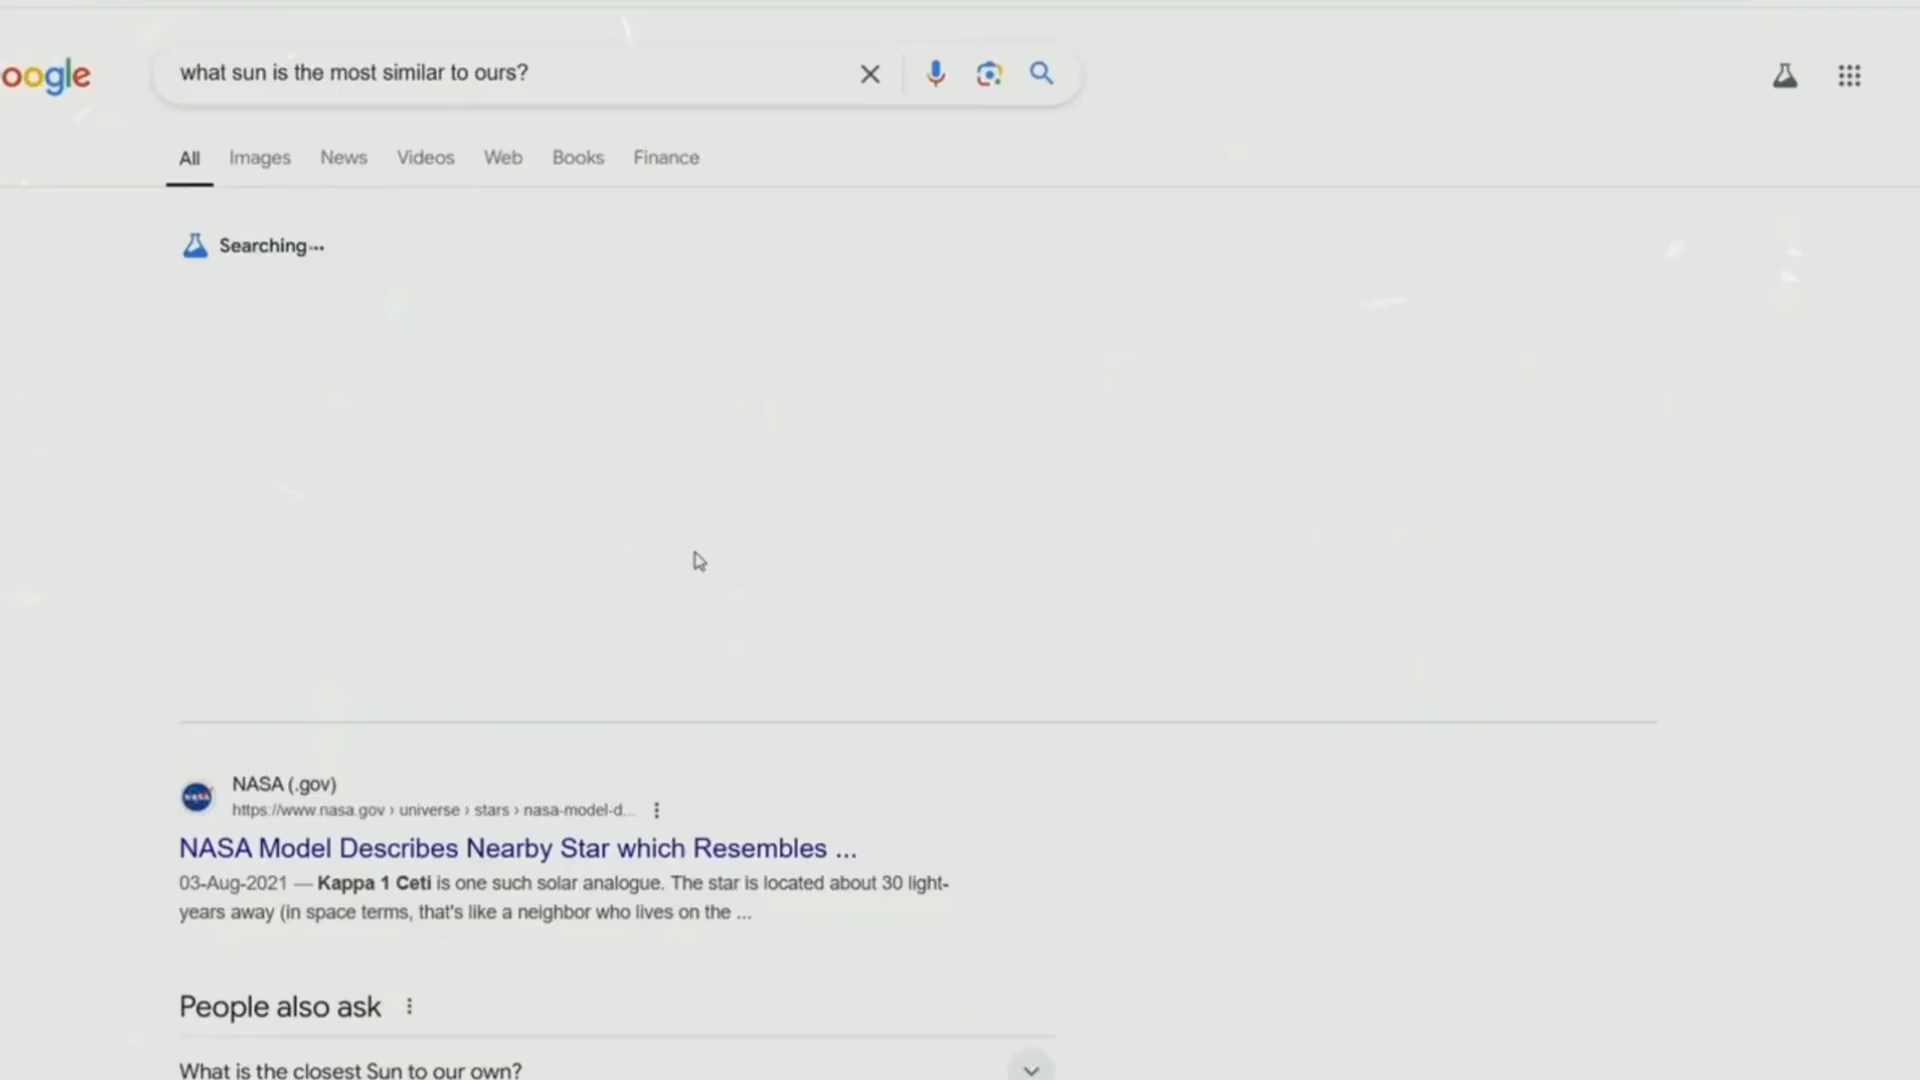 oogle
what sun is the most similar to ours?
All Images News Videos Web Books Finance
Searching...
NASA (.gov)
https://www.nasa.gov › universe › stars › nasa-model-d...
NASA Model Describes Nearby Star which Resembles ...
03-Aug-2021 — Kappa 1 Ceti is one such solar analogue. The star is located about 30 light-
years away (in space terms, that's like a neighbor who lives on the ...
People also ask
What is the closest Sun to our own?